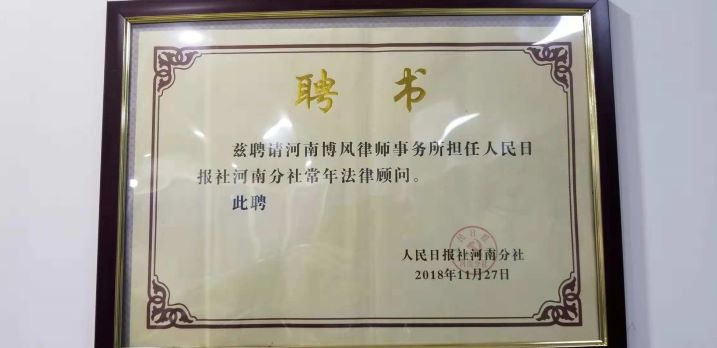 聘书
兹聘请河南博风律师事务所担任人民日
报社河南分社常年法律顾问。
此聘
人民日报社河南分社
2018年11月27日